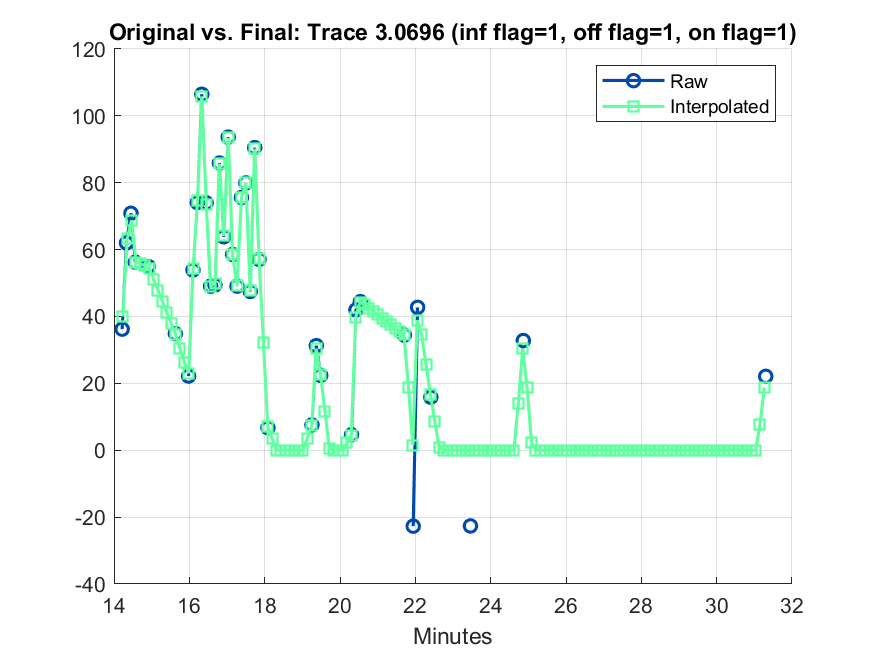 Original vs. Final: Trace 3.0696 (inf flag=1, off flag=1, on flag=1)
120
100
80
60
40
20
0
-20
-40
Raw
Interpolated
14 16 18 20 22 24 26 28 30 32
Minutes